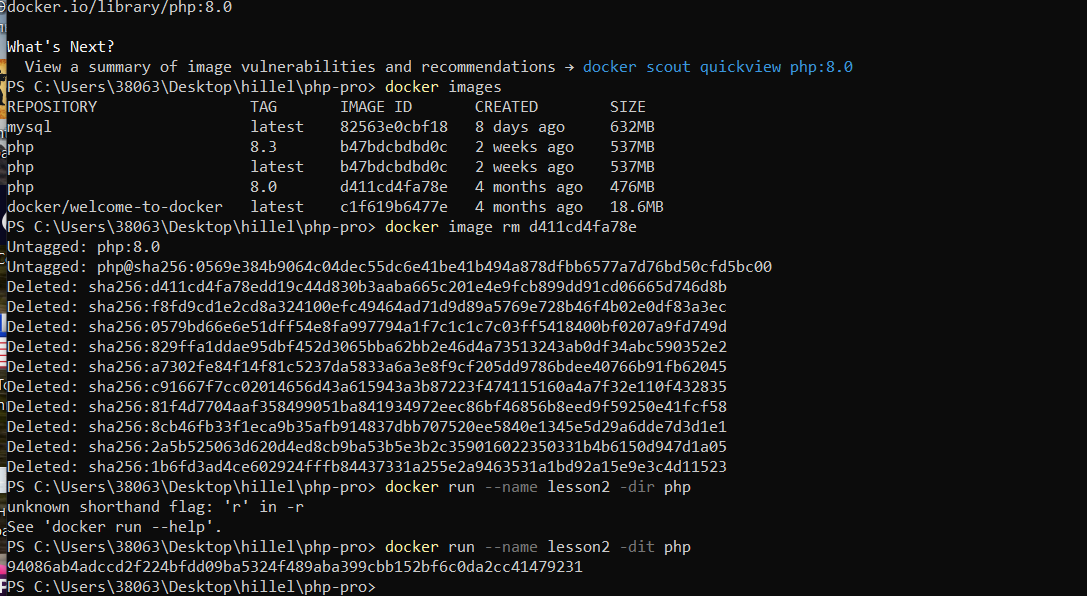 docker.io/library/php:8.0
What's Next?
View a summary of image vulnerabilities and recommendations → docker scout quickview php:8.0
PS C:\Users\38063\Desktop\hillel\php-pro> docker images
REPOSITORY TAG IMAGE ID CREATED SIZE
mysql latest 82563e0cbf18 8 days ago 632MB
php 8.3 b47bdcbdbd0c 2 weeks ago 537MB
php latest b47bdcbdbd0c 2 weeks ago 537MB
php 8.0 d411cd4fa78e 4 months ago 476MB
docker/welcome-to-docker latest c1f619b6477e 4 months ago 18.6MB
PS C:\Users\38063\Desktop\hillel\php-pro> docker image rm d411cd4fa78e
Untagged: php:8.0
Untagged: php@sha256:0569e384b9064c04dec55dc6e41be41b494a878dfbb6577a7d76bd50cfd5bc00
Deleted: sha256:d411cd4fa78edd19c44d830b3aaba665c201e4e9fcb899dd91cd06665d746d8b
Deleted: sha256:f8fd9cd1e2cd8a324100efc49464ad71d9d89a5769e728b46f4b02e0df83a3ec
Deleted: sha256:0579bd66e6e51dff54e8fa997794a1f7c1c1c7c03ff5418400bf0207a9fd749d
Deleted: sha256:829ffa1ddae95dbf452d3065bba62bb2e46d4a73513243ab0df34abc590352e2
Deleted: sha256:a7302fe84f14f81c5237da5833a6a3e8f9cf205dd9786bdee40766b91fb62045
Deleted: sha256:c91667f7cc02014656d43a615943a3b87223f474115160a4a7f32e110f432835
Deleted: sha256:81f4d7704aaf358499051ba841934972eec86bf46856b8eed9f59250e41fcf58
Deleted: sha256:8cb46fb33f1eca9b35afb914837dbb707520ee5840e1345e5d29a6dde7d3d1e1
Deleted: sha256:2a5b525063d620d4ed8cb9ba53b5e3b2c359016022350331b4b6150d947d1a05
Deleted: sha256:1b6fd3ad4ce602924fffb84437331a255e2a9463531a1bd92a15e9e3c4d11523
PS C:\Users\38063\Desktop\hillel\php-pro> docker run --name lesson2 -dir php
unknown shorthand flag: 'r' in -r
See 'docker run --help'.
PS C:\Users\38063\Desktop\hillel\php-pro> docker run --name lesson2 -dit php
94086ab4adccd2f224bfdd09ba5324f489aba399cbb152bf6c0da2cc41479231
PS C:\Users\38063\Desktop\hillel\php-pro>